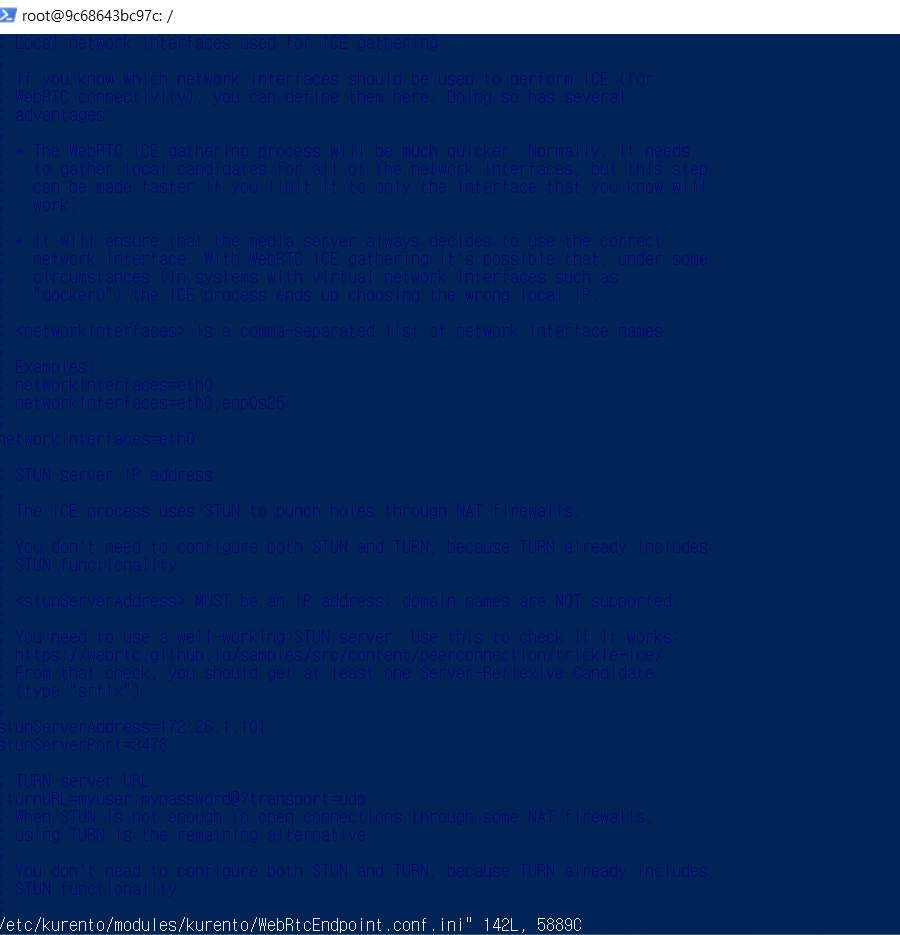 root@9c68643bc97c: /
; Local network interfaces used for ICE gathering.
;
; If you know which network interfaces should be used to perform ICE (for
; WebRTC connectivity), you can define them here. Doing so has several
; advantages:
;
; * The WebRTC ICE gathering process will be much quicker. Normally, it needs
;   to gather local candidates for all of the network interfaces, but this step
;   can be made faster if you limit it to only the interface that you know will
;   work.
;
; * It will ensure that the media server always decides to use the correct
;   network interface. With WebRTC ICE gathering it's possible that, under some
;   circumstances (in systems with virtual network interfaces such as
;   "docker0") the ICE process ends up choosing the wrong local IP.
;
; <networkInterfaces> is a comma-separated list of network interface names.
;
; Examples:
; networkInterfaces=eth0
; networkInterfaces=eth0,enp0s25
;
networkInterfaces=eth0
;
; STUN server IP address.
;
; The ICE process uses STUN to punch holes through NAT firewalls.
;
; You don't need to configure both STUN and TURN, because TURN already includes
; STUN functionality.
;
; <stunServerAddress> MUST be an IP address; domain names are NOT supported.
;
; You need to use a well-working STUN server. Use this to check if it works:
; https://webrtc.github.io/samples/src/content/peerconnection/trickle-ice/
; From that check, you should get at least one Server-Reflexive Candidate
; (type "srflx").
;
stunServerAddress=172.26.1.101
stunServerPort=3478
; TURN server URL.
;turnURL=myuser:mypassword@?transport=udp
; When STUN is not enough to open connections through some NAT firewalls,
; using TURN is the remaining alternative.
;
; You don't need to configure both STUN and TURN, because TURN already includes
; STUN functionality.
;
/etc/kurento/modules/kurento/WebRtcEndpoint.conf.ini" 142L, 5889C